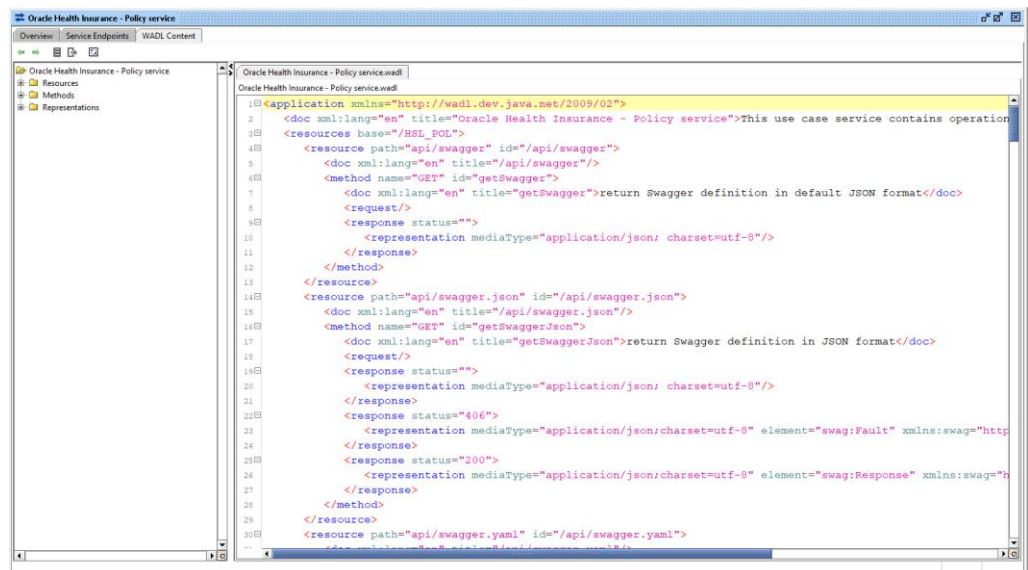 Oracle Health Insurance - Policy service
Overview Service Endpoints WADL Content
Oracle Health Insurance - Policy service
Resources
Methods
Representations
Oracle Health Insurance - Policy service.wadl
Oracle Health Insurance - Policy service.wadl
1 <application xmlns="http://wadl.dev.java.net/2009/02">
2 <doc xml:lang="en" title="Oracle Health Insurance - Policy service">This use case service contains operation
3 <resources base="/HSL_POL">
4 <resource path="api/swagger" id="/api/swagger">
5 <doc xml:lang="en" title="/api/swagger"/>
6 <method name="GET" id="getSwagger">
7 <doc xml:lang="en" title="getSwagger">return Swagger definition in default JSON format</doc>
8 <request/>
9 <response status="">
10 <representation mediaType="application/json; charset=utf-8"/>
11 </response>
12 </method>
13 </resource>
14 <resource path="api/swagger.json" id="/api/swagger.json">
15 <doc xml:lang="en" title="/api/swagger.json"/>
16 <method name="GET" id="getSwaggerJson">
17 <doc xml:lang="en" title="getSwaggerJson">return Swagger definition in JSON format</doc>
18 <request/>
19 <response status="">
20 <representation mediaType="application/json; charset=utf-8"/>
21 </response>
22 <response status="406">
23 <representation mediaType="application/json;charset=utf-8" element="swag:Fault" xmlns:swag="http
24 </response>
25 <response status="200">
26 <representation mediaType="application/json;charset=utf-8" element="swag:Response" xmlns:swag="h
27 </response>
28 </method>
29 </resource>
30 <resource path="api/swagger.yaml" id="/api/swagger.yaml">